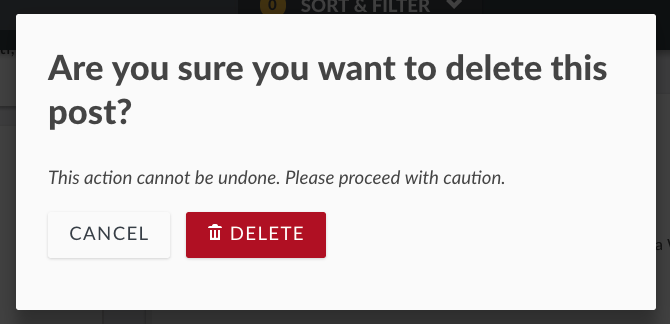 0 SORT & FILTER
Are you sure you want to delete this
post?
This action cannot be undone. Please proceed with caution.
CANCEL DELETE